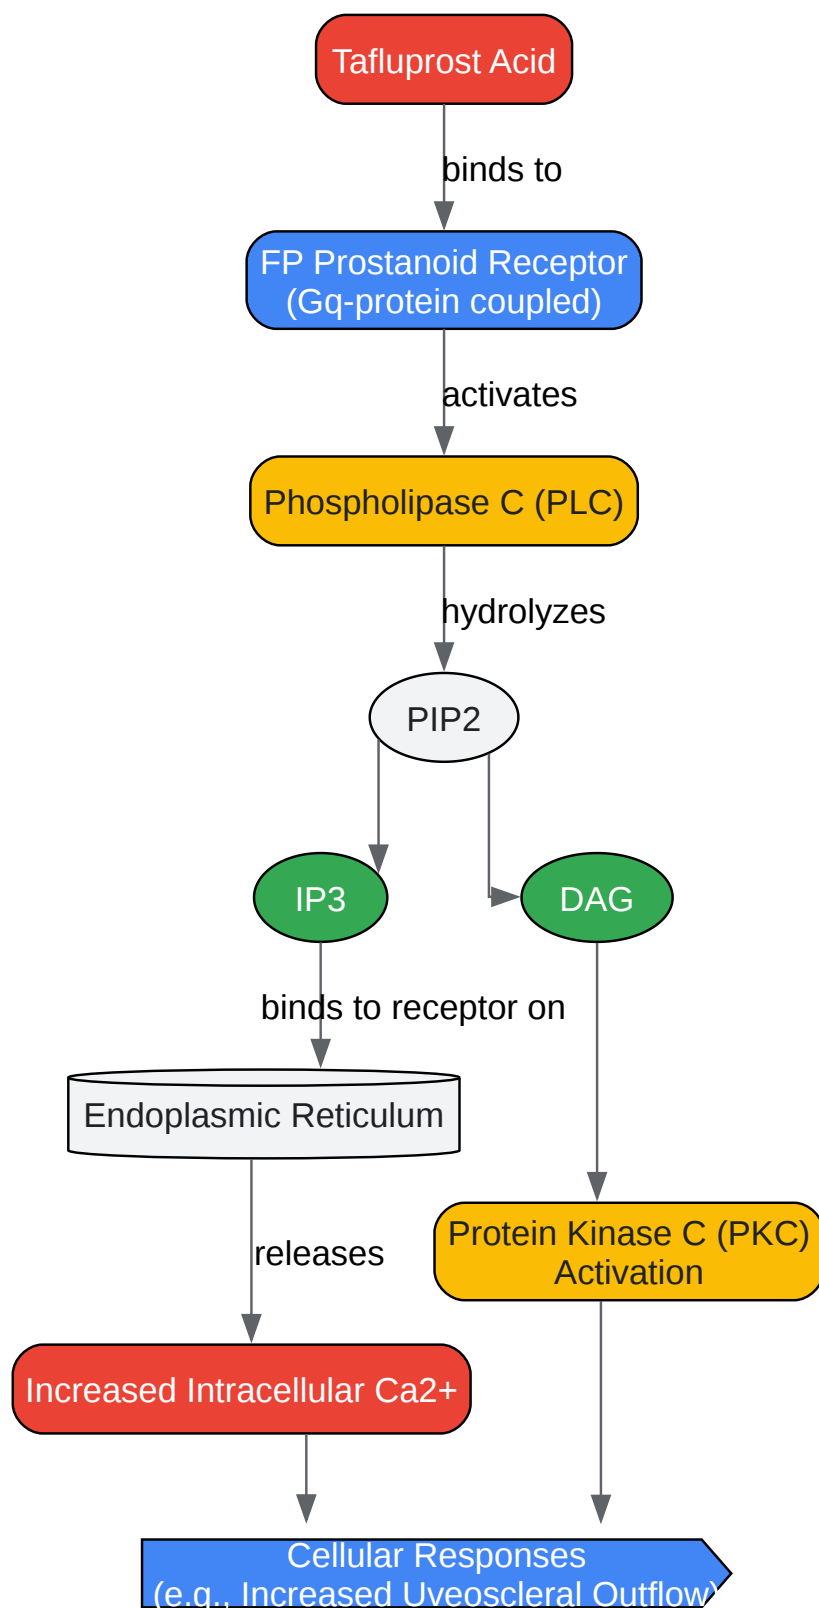 Tafluprost Acid
binds to
FP Prostanoid Receptor
(Gq-protein coupled)
activates
Phospholipase C (PLC)
hydrolyzes
PIP2
IP3
DAG
binds to receptor on
Endoplasmic Reticulum
Protein Kinase C (PKC)
Activation
releases
Increased Intracellular Ca2+
Cellular Responses
(e.g., Increased Uveoscleral Outflow)